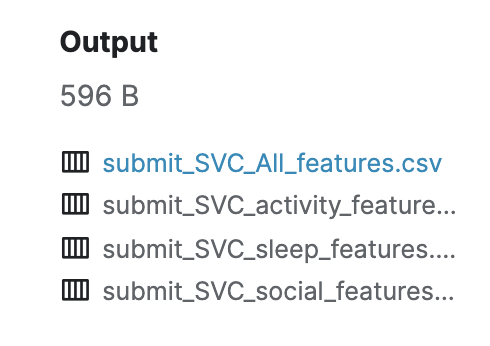 Output
596 B
submit_SVC_All_features.csv
submit_SVC_activity_feature...
submit_SVC_sleep_features....
submit_SVC_social_features...